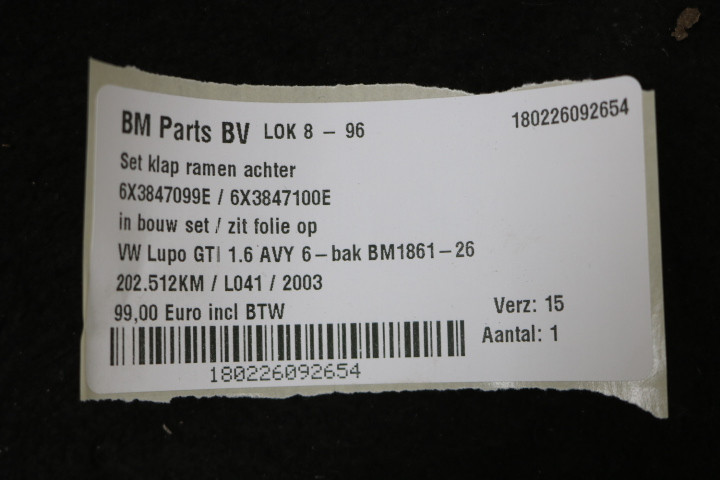 BM Parts BV LOK 8 - 96
180226092654
Set klap ramen achter
6X3847099E / 6X3847100E
in bouw set / zit folie op
VW Lupo GTI 1.6 AVY 6-bak BM1861-26
202.512KM / L041 / 2003
99,00 Euro incl BTW
Verz: 15
Aantal: 1
180226092654